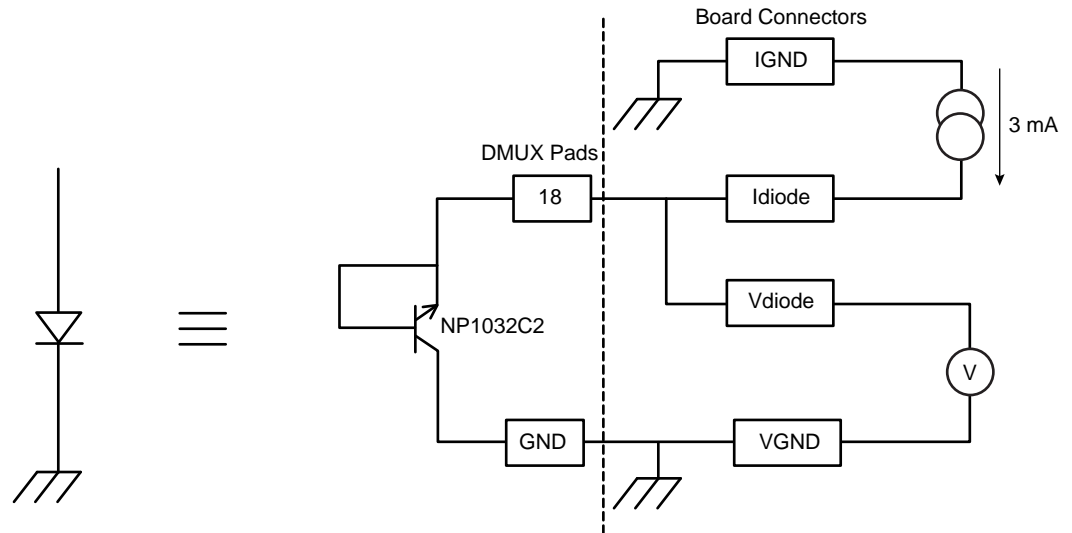 Board Connectors
IGND
3 mA
DMUX Pads
18
Idiode
Vdiode
NP1032C2
V
GND
VGND